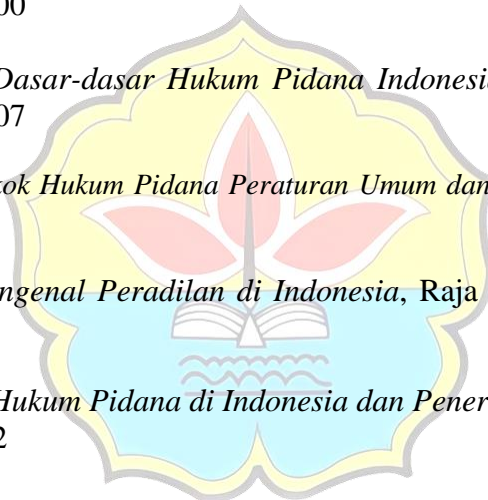 00
Dasar-dasar Hukum Pidana Indonesia
07
ok Hukum Pidana Peraturan Umum dan
ngenal Peradilan di Indonesia, Raja
Hukum Pidana di Indonesia dan Pener
2